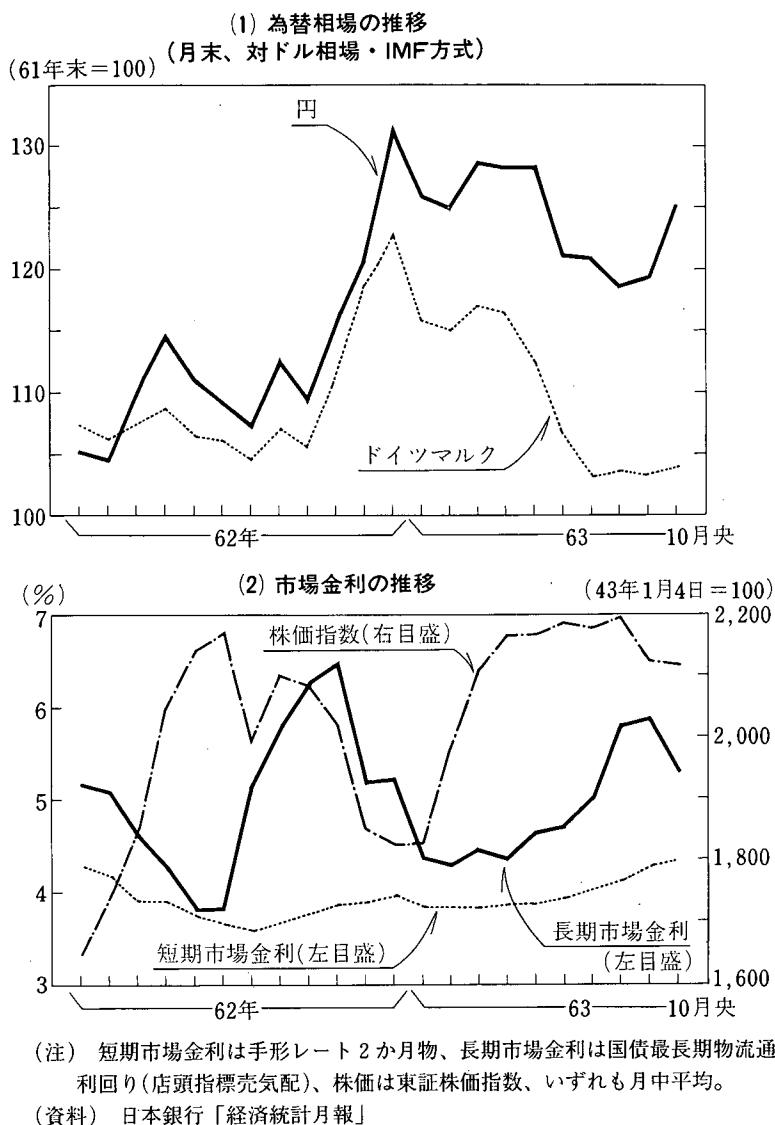 (1) 為替相場の推移
(月末、対ドル相場・IMF方式)
(61年末=100)
円
130
120
110
100
ドイツマルク
62年
63
10月央
(2) 市場金利の推移
(%)
(43年1月4日=100)
7
6
5
4
3
2,200
2,000
1,800
1,600
株価指数(右目盛)
短期市場金利(左目盛)
長期市場金利
(左目盛)
62年
63
10月央
(注) 短期市場金利は手形レート2か月物、長期市場金利は国債最長期物流通
利回り(店頭指標売気配)、株価は東証株価指数、いずれも月中平均。
(資料) 日本銀行「経済統計月報」